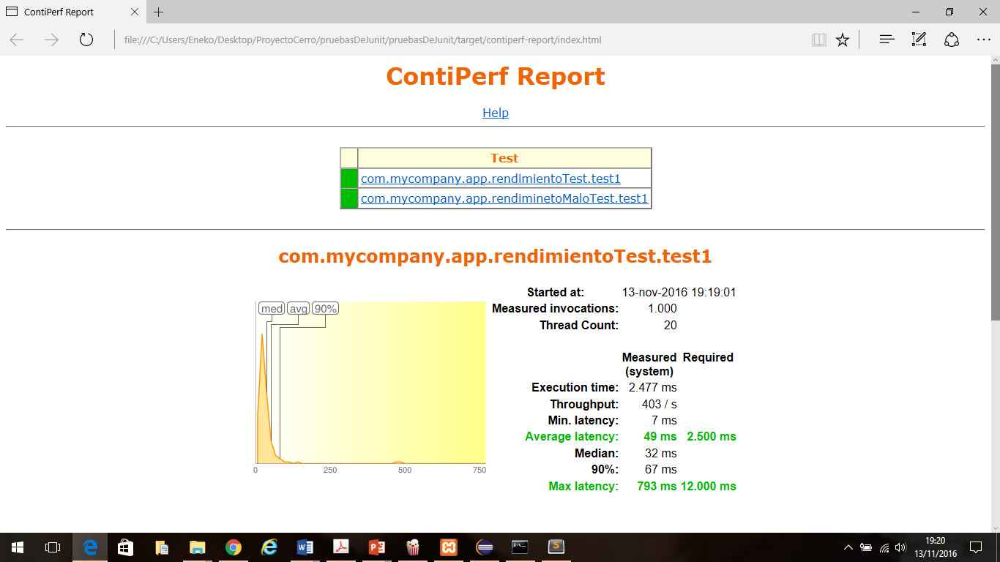 ContiPerf Report
file:///C:/Users/Eneko/Desktop/ProyectoCerro/pruebasDeJunit/pruebasDeJunit/target/contiperf-report/index.html
ContiPerf Report
Help
Test
com.mycompany.app.rendimientoTest.test1
com.mycompany.app.rendiminetoMaloTest.test1
com.mycompany.app.rendimientoTest.test1
med avg 90%
0 250 500 750
Started at: 13-nov-2016 19:19:01
Measured invocations: 1.000
Thread Count: 20
Measured Required
(system)
Execution time: 2.477 ms
Throughput: 403 / s
Min. latency: 7 ms
Average latency: 49 ms 2.500 ms
Median: 32 ms
90%: 67 ms
Max latency: 793 ms 12.000 ms
19:20
13/11/2016